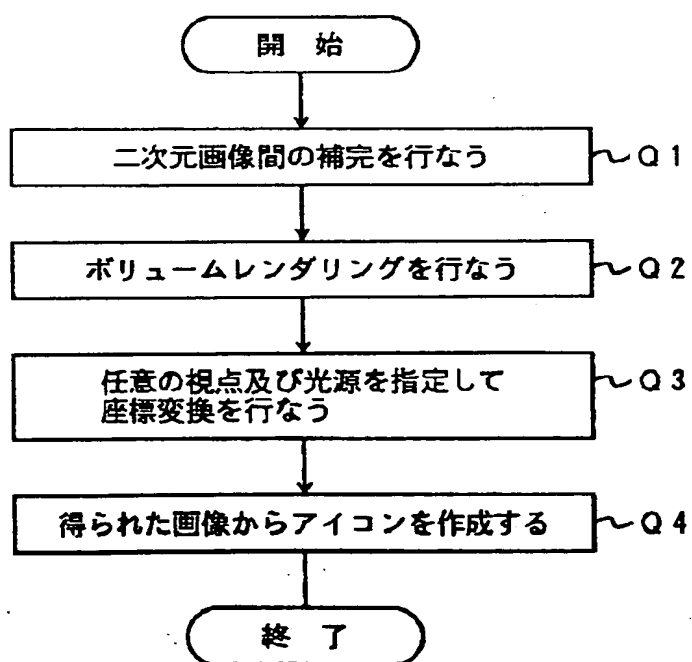 開始
二次元画像間の補完を行なう
Q1
ボリュームレンダリングを行なう
Q2
任意の視点及び光源を指定して
座標変換を行なう
Q3
得られた画像からアイコンを作成する
Q4
終了